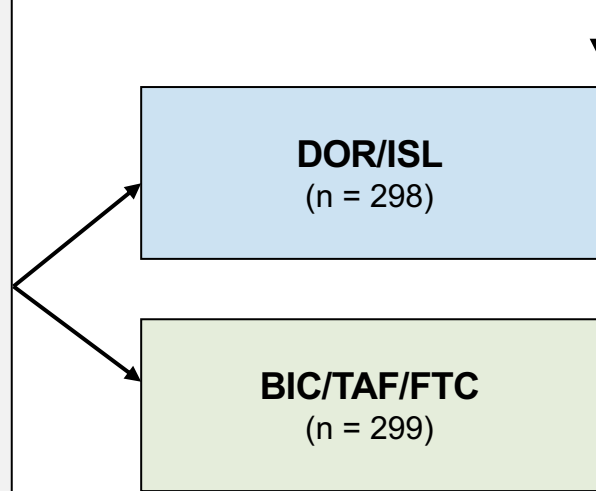 DOR/ISL
(n = 298)
BIC/TAF/FTC
(n = 299)